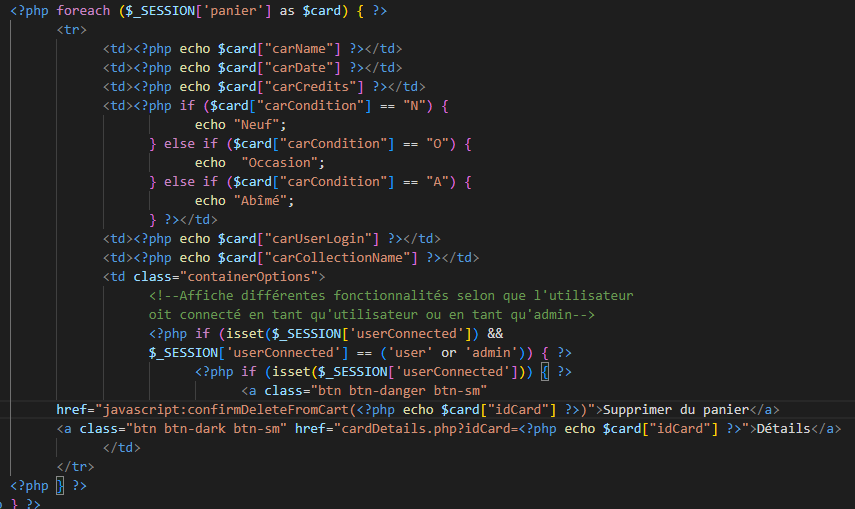 <?php foreach ($_SESSION['panier'] as $card) { ?>
<tr>
<td><?php echo $card["carName"] ?></td>
<td><?php echo $card["carDate"] ?></td>
<td><?php echo $card["carCredits"] ?></td>
<td><?php if ($card["carCondition"] == "N") {
echo "Neuf";
} else if ($card["carCondition"] == "O") {
echo  "Occasion";
} else if ($card["carCondition"] == "A") {
echo "Abîmé";
} ?></td>
<td><?php echo $card["carUserLogin"] ?></td>
<td><?php echo $card["carCollectionName"] ?></td>
<td class="containerOptions">
<!--Affiche différentes fonctionnalités selon que l'utilisateur
oit connecté en tant qu'utilisateur ou en tant qu'admin-->
<?php if (isset($_SESSION['userConnected']) &&
$_SESSION['userConnected'] == ('user' or 'admin')) { ?>
<?php if (isset($_SESSION['userConnected'])) { ?>
<a class="btn btn-danger btn-sm"
href="javascript:confirmDeleteFromCart(<?php echo $card["idCard"] ?>)">Supprimer du panier</a>
<a class="btn btn-dark btn-sm" href="cardDetails.php?idCard=<?php echo $card["idCard"] ?>">Détails</a>
</td>
</tr>
<?php } ?>
} ?>